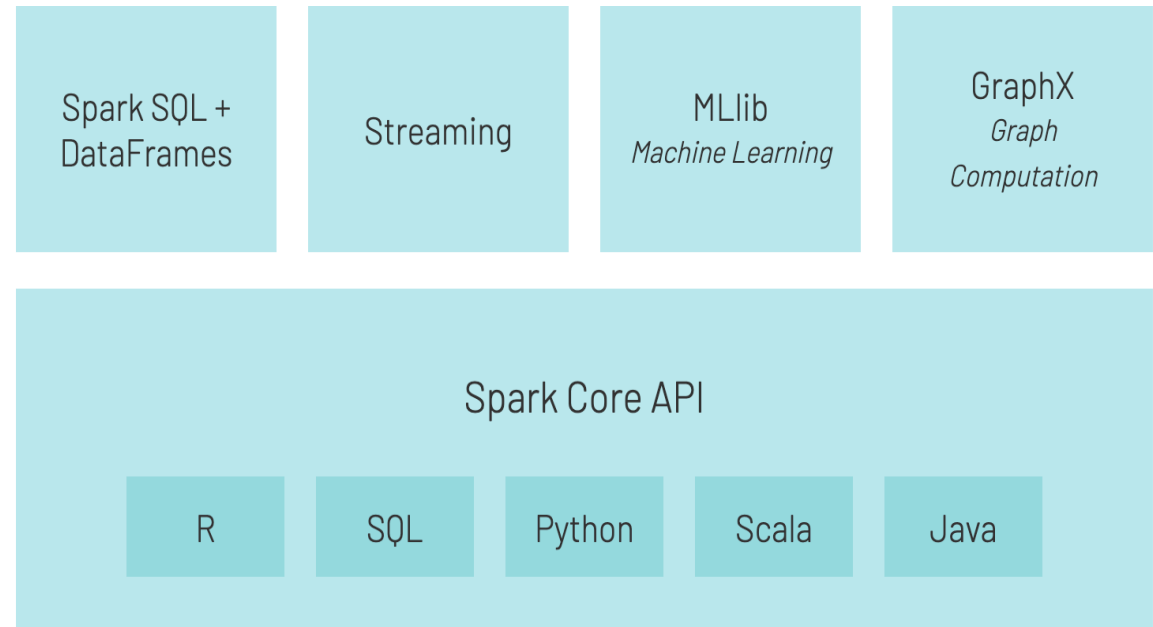 Spark SQL +
DataFrames
Streaming
MLlib
Machine Learning
GraphX
Graph
Computation
Spark Core API
R
SQL
Python
Scala
Java